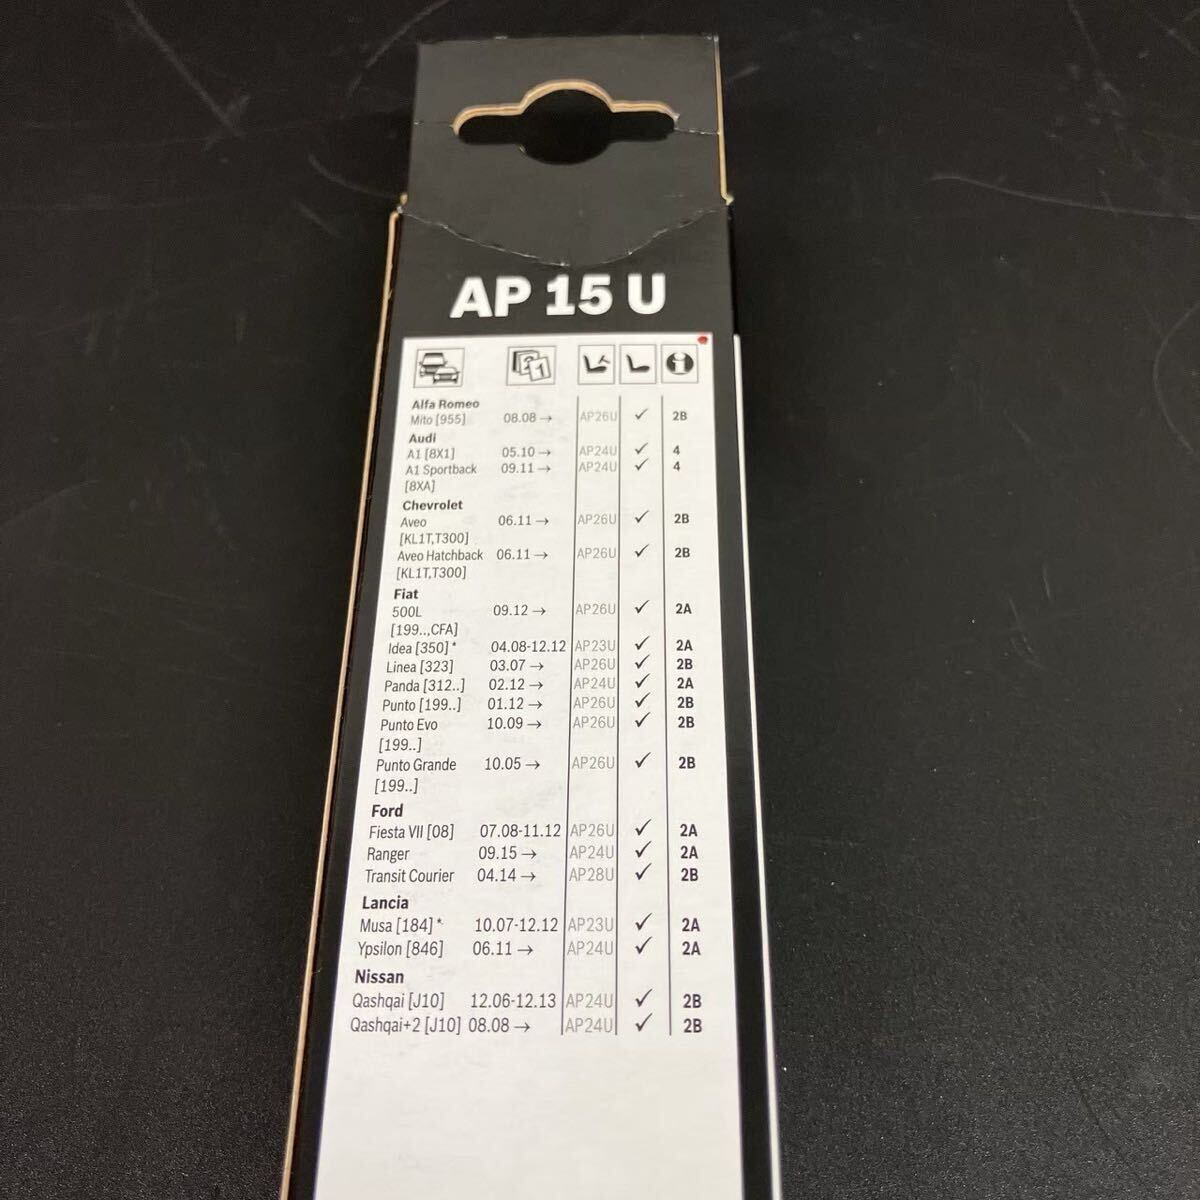 AP 15 U
Alfa Romeo
Mito [955] 08.08 → AP26U ✓ 2B
Audi
A1 [8X1] 05.10 → AP24U ✓ 4
A1 Sportback 09.11 → AP24U ✓ 4
[8XA]
Chevrolet
Aveo 06.11 → AP26U ✓ 2B
[KL1T,T300]
Aveo Hatchback 06.11 → AP26U ✓ 2B
[KL1T,T300]
Fiat
500L 09.12 → AP26U ✓ 2A
[199..,CFA]
Idea [350] * 04.08-12.12 AP23U ✓ 2A
Linea [323] 03.07 → AP26U ✓ 2B
Panda [312..] 02.12 → AP24U ✓ 2A
Punto [199..] 01.12 → AP26U ✓ 2B
Punto Evo 10.09 → AP26U ✓ 2B
[199..]
Punto Grande 10.05 → AP26U ✓ 2B
[199..]
Ford
Fiesta VII [08] 07.08-11.12 AP26U ✓ 2A
Ranger 09.15 → AP24U ✓ 2A
Transit Courier 04.14 → AP28U ✓ 2B
Lancia
Musa [184] * 10.07-12.12 AP23U ✓ 2A
Ypsilon [846] 06.11 → AP24U ✓ 2A
Nissan
Qashqai [J10] 12.06-12.13 AP24U ✓ 2B
Qashqai+2 [J10] 08.08 → AP24U ✓ 2B